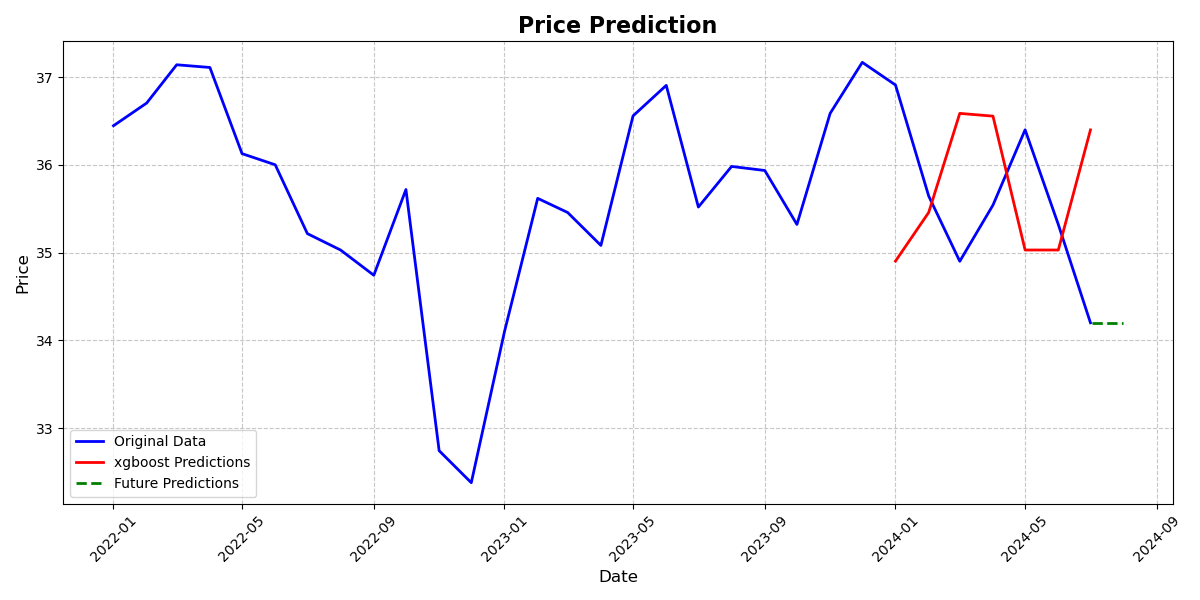 Price Prediction
37
36
35
34
33
Price
Original Data
xgboost Predictions
Future Predictions
2022-01
2022-05
2022-09
2023-01
2023-05
2023-09
2024-01
2024-05
2024-09
Date